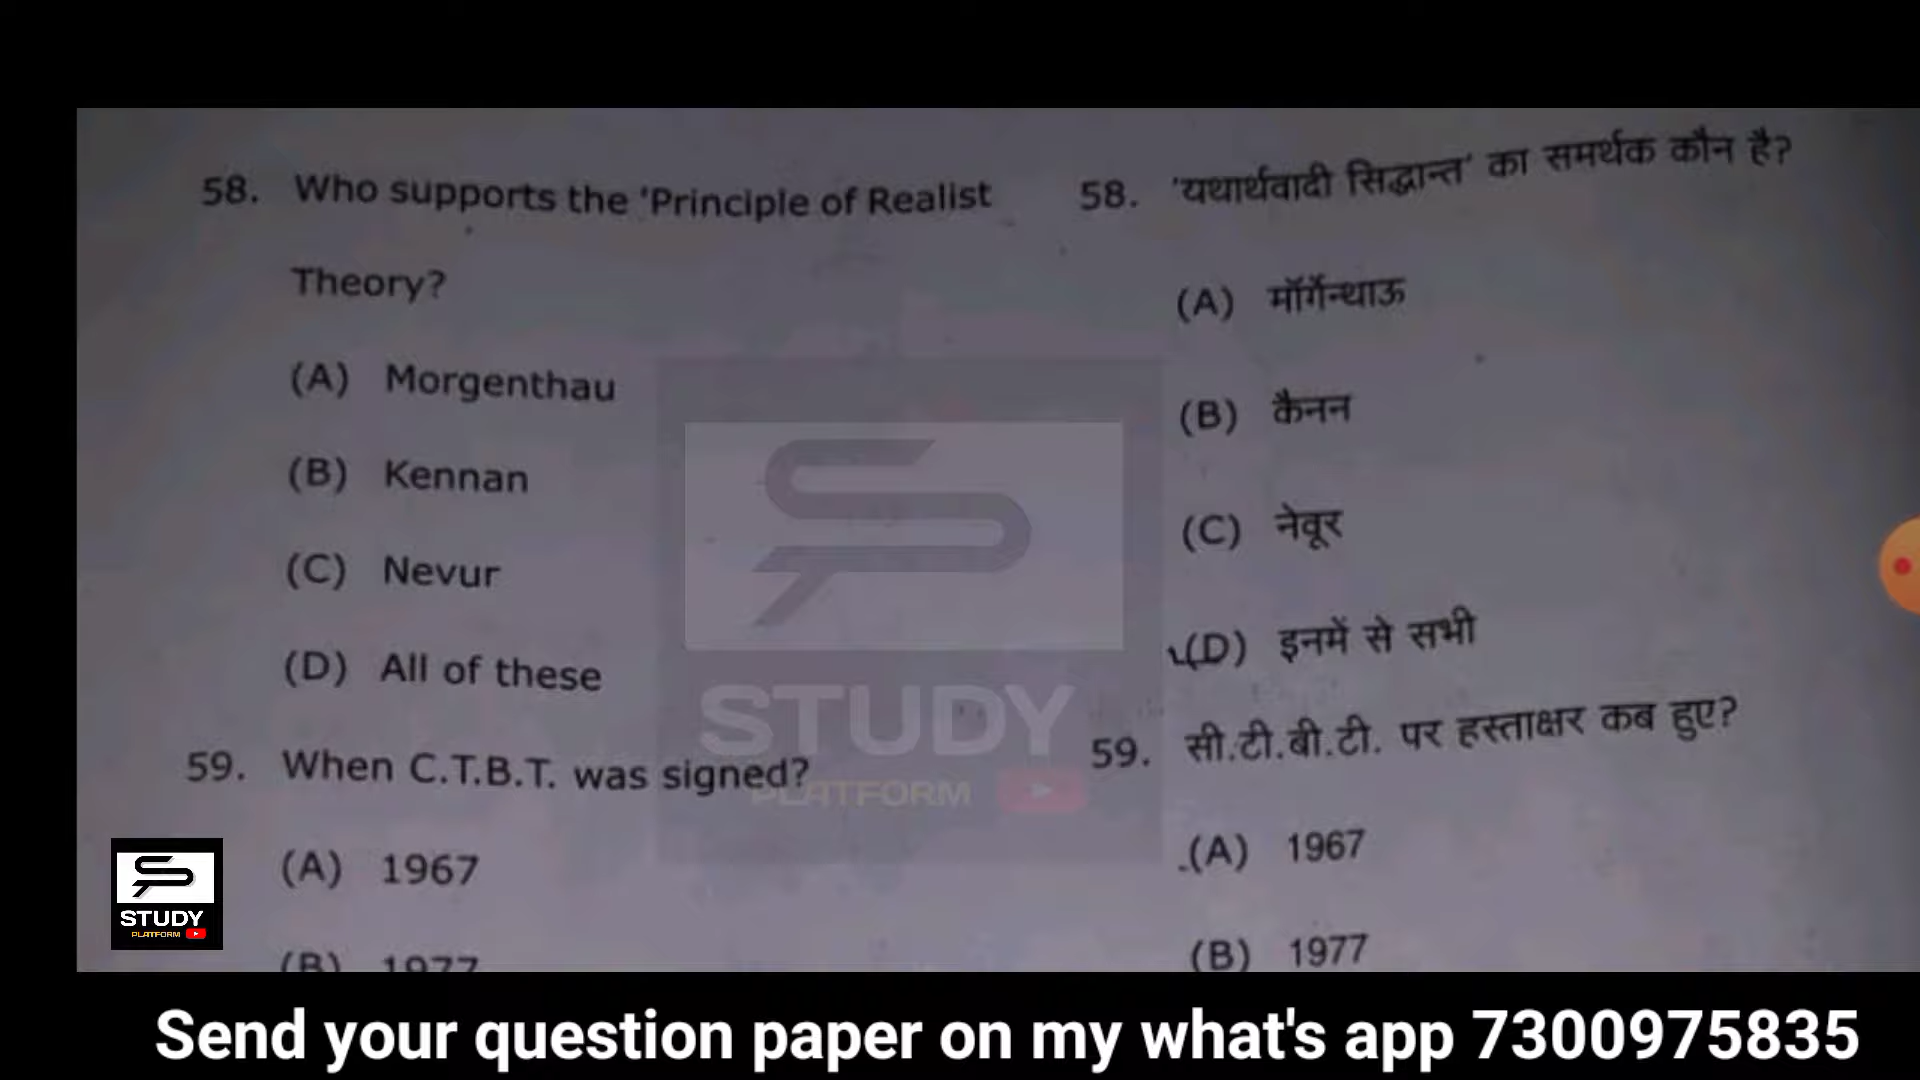 58. Who supports the 'Principle of Realist
Theory?
(A) Morgenthau
(B) Kennan
(C) Nevur
(D) All of these
59. When C.T.B.T. was signed?
(A) 1967
(B) 1977
58. 'यथार्थवादी सिद्धान्त' का समर्थक कौन है?
(A) मॉर्गेन्थाऊ
(B) कैनन
(C) नेवूर
(D) इनमें से सभी
59. सी.टी.बी.टी. पर हस्ताक्षर कब हुए?
(A) 1967
(B) 1977
STUDY
PLATFORM
STUDY
PLATFORM
Send your question paper on my what's app 7300975835